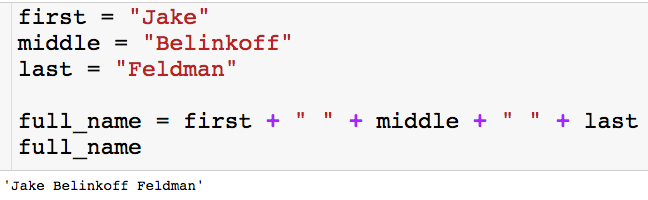 first = "Jake"
middle = "Belinkoff"
last = "Feldman"
full_name = first + " " + middle + " " + last
full_name
'Jake Belinkoff Feldman'